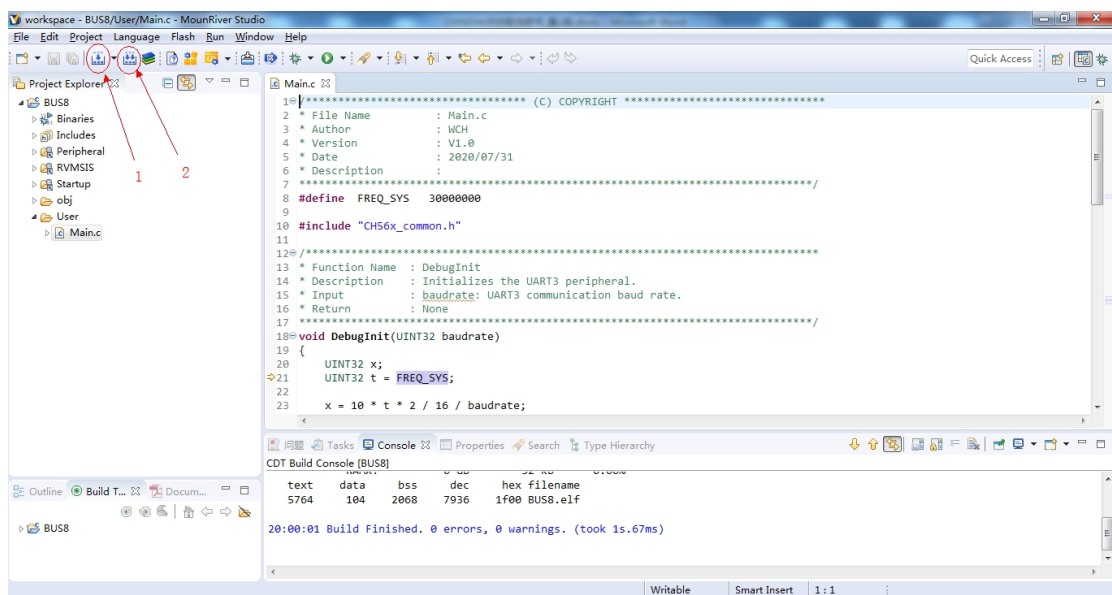 workspace - BUS8/User/Main.c - MounRiver Studio
File Edit Project Language Flash Run Window Help
Quick Access
1
2
Project Explorer
BUS8
Binaries
Includes
Peripheral
RVMSIS
Startup
obj
User
Main.c
Main.c
1 /********************************** (C) COPYRIGHT *******************************
2 * File Name : Main.c
3 * Author : WCH
4 * Version : V1.0
5 * Date : 2020/07/31
6 * Description :
7 *******************************************************************************/
8 #define FREQ_SYS 30000000
9
10 #include "CH56x_common.h"
11
12 /*******************************************************************************
13 * Function Name : DebugInit
14 * Description : Initializes the UART3 peripheral.
15 * Input : baudrate: UART3 communication baud rate.
16 * Return : None
17 *******************************************************************************/
18 void DebugInit(UINT32 baudrate)
19 {
20 UINT32 x;
21 UINT32 t = FREQ_SYS;
22
23 x = 10 * t * 2 / 16 / baudrate;
问题 Tasks Console Properties Search Type Hierarchy
CDT Build Console [BUS8]
text data bss dec hex filename
5764 104 2068 7936 1f00 BUS8.elf
20:00:01 Build Finished. 0 errors, 0 warnings. (took 1s.67ms)
Outline Build T... Docum...
BUS8
Writable Smart Insert 1 : 1